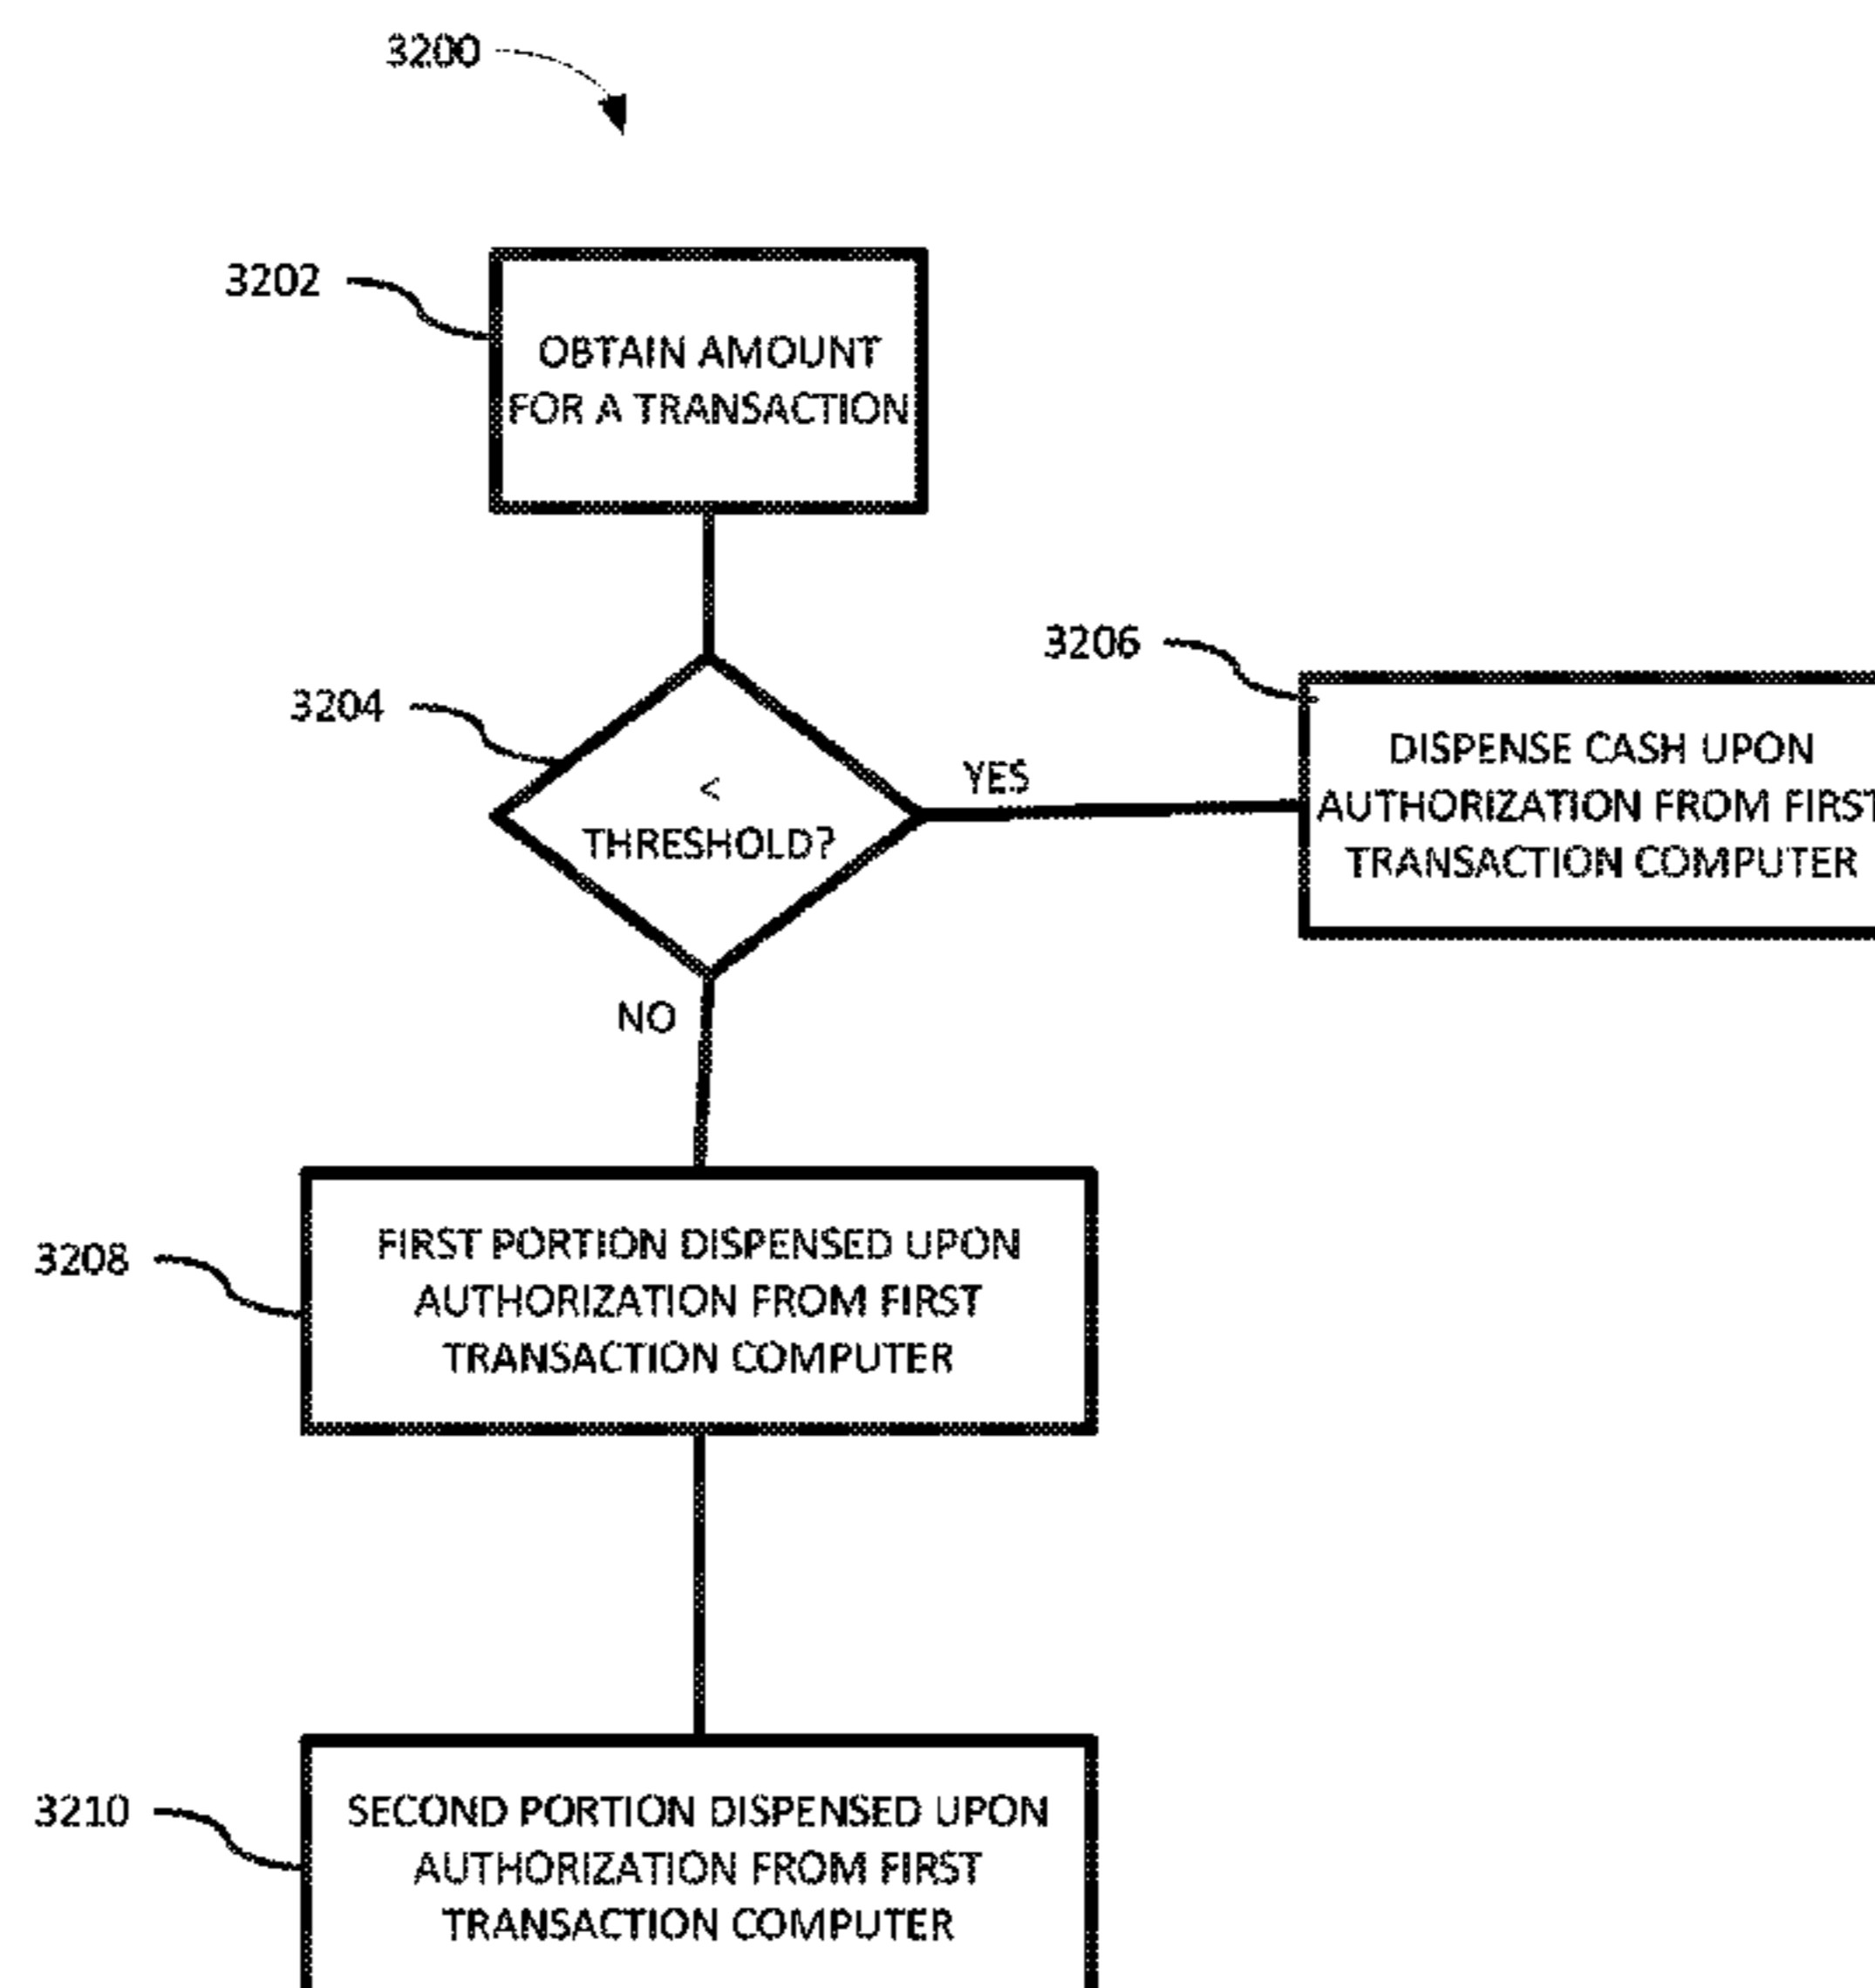 3200
3202
OBTAIN AMOUNT
FOR A TRANSACTION
3204
<
THRESHOLD?
YES
3206
DISPENSE CASH UPON
AUTHORIZATION FROM FIRST
TRANSACTION COMPUTER
NO
3208
FIRST PORTION DISPENSED UPON
AUTHORIZATION FROM FIRST
TRANSACTION COMPUTER
3210
SECOND PORTION DISPENSED UPON
AUTHORIZATION FROM FIRST
TRANSACTION COMPUTER